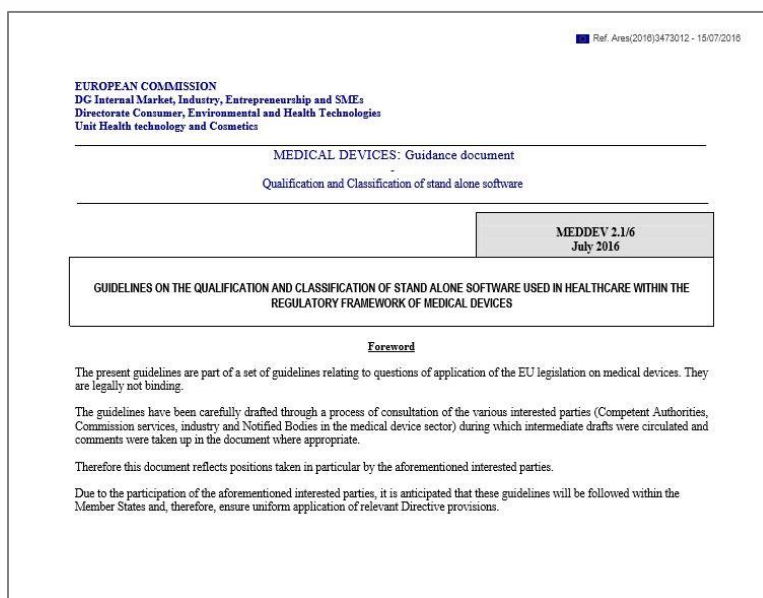 Ref. Ares(2016)3473012 - 15/07/2016
EUROPEAN COMMISSION
DG Internal Market, Industry, Entrepreneurship and SMEs
Directorate Consumer, Environmental and Health Technologies
Unit Health technology and Cosmetics
MEDICAL DEVICES: Guidance document
-
Qualification and Classification of stand alone software
MEDDEV 2.1/6
July 2016
GUIDELINES ON THE QUALIFICATION AND CLASSIFICATION OF STAND ALONE SOFTWARE USED IN HEALTHCARE WITHIN THE
REGULATORY FRAMEWORK OF MEDICAL DEVICES
Foreword
The present guidelines are part of a set of guidelines relating to questions of application of the EU legislation on medical devices. They
are legally not binding.
The guidelines have been carefully drafted through a process of consultation of the various interested parties (Competent Authorities,
Commission services, industry and Notified Bodies in the medical device sector) during which intermediate drafts were circulated and
comments were taken up in the document where appropriate.
Therefore this document reflects positions taken in particular by the aforementioned interested parties.
Due to the participation of the aforementioned interested parties, it is anticipated that these guidelines will be followed within the
Member States and, therefore, ensure uniform application of relevant Directive provisions.